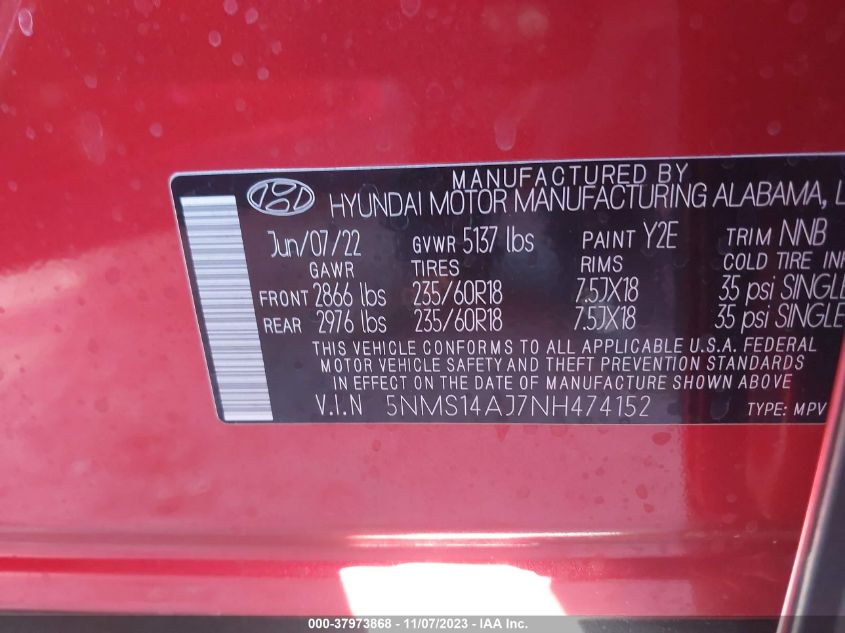 MANUFACTURED BY
HYUNDAI MOTOR MANUFACTURING ALABAMA, L
Jun/07/22 GVWR 5137 lbs PAINT Y2E TRIM NNB
GAWR TIRES RIMS COLD TIRE INF
FRONT 2866 lbs 235/60R18 7.5JX18 35 psi SINGLE
REAR 2976 lbs 235/60R18 7.5JX18 35 psi SINGLE
THIS VEHICLE CONFORMS TO ALL APPLICABLE U.S.A. FEDERAL
MOTOR VEHICLE SAFETY AND THEFT PREVENTION STANDARDS
IN EFFECT ON THE DATE OF MANUFACTURE SHOWN ABOVE
V.I.N 5NMS14AJ7NH474152 TYPE: MPV
000-37973868 - 11/07/2023 - IAA Inc.